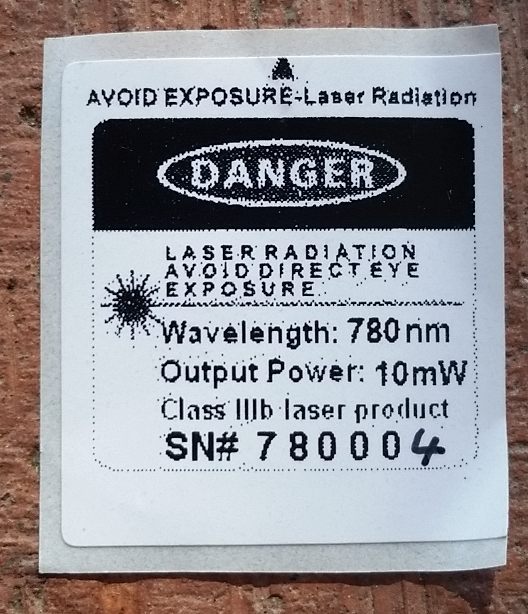 AVOID EXPOSURE-Laser Radiation
DANGER
LASER RADIATION
AVOID DIRECT EYE
EXPOSURE
Wavelength: 780nm
Output Power: 10mW
Class IIIb laser product
SN# 780004